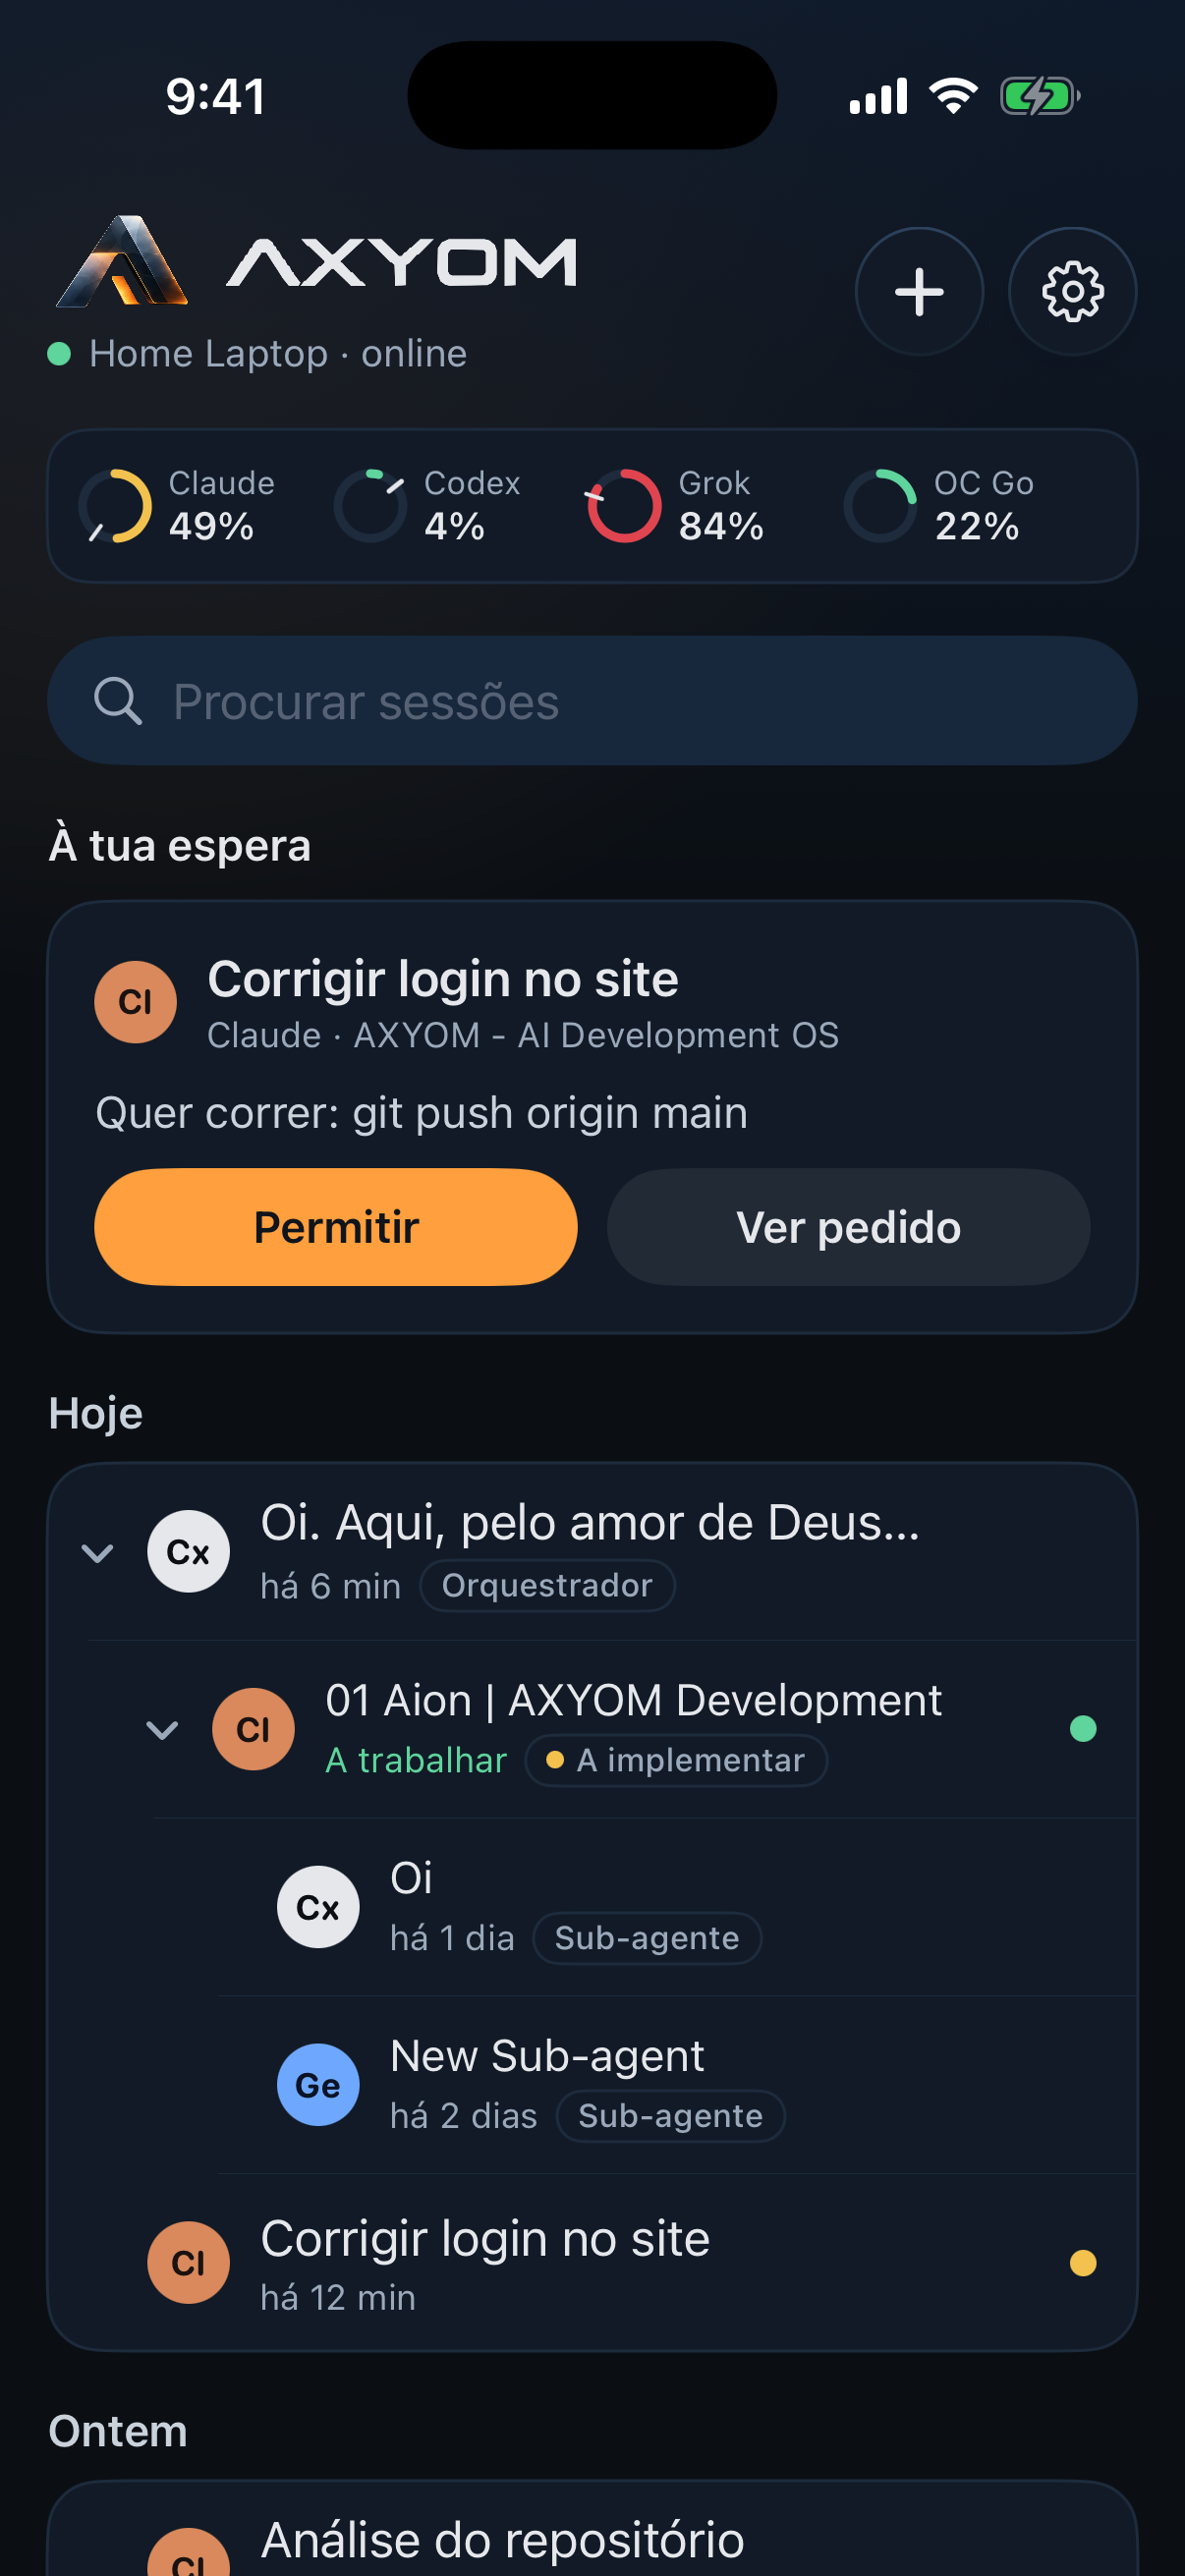 9:41
AXYOM
Home Laptop · online
Claude
49%
Codex
4%
Grok
84%
OC Go
22%
Procurar sessões
À tua espera
Cl
Corrigir login no site
Claude · AXYOM - AI Development OS
Quer correr: git push origin main
Permitir
Ver pedido
Hoje
Cx
Oi. Aqui, pelo amor de Deus...
há 6 min
Orquestrador
Cl
01 Aion | AXYOM Development
A trabalhar
A implementar
Cx
Oi
há 1 dia
Sub-agente
Ge
New Sub-agent
há 2 dias
Sub-agente
Cl
Corrigir login no site
há 12 min
Ontem
Cl
Análise do repositório